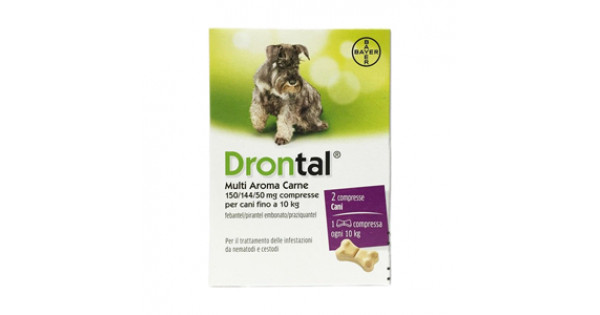 BAYER
BAYER
Drontal®
Multi Aroma Carne
150/144/50 mg compresse
per cani fino a 10 kg
febantel/pirantel embonato/praziquantel
2 compresse
Cani
1 compressa
ogni 10 kg
Per il trattamento delle infestazioni
da nematodi e cestodi